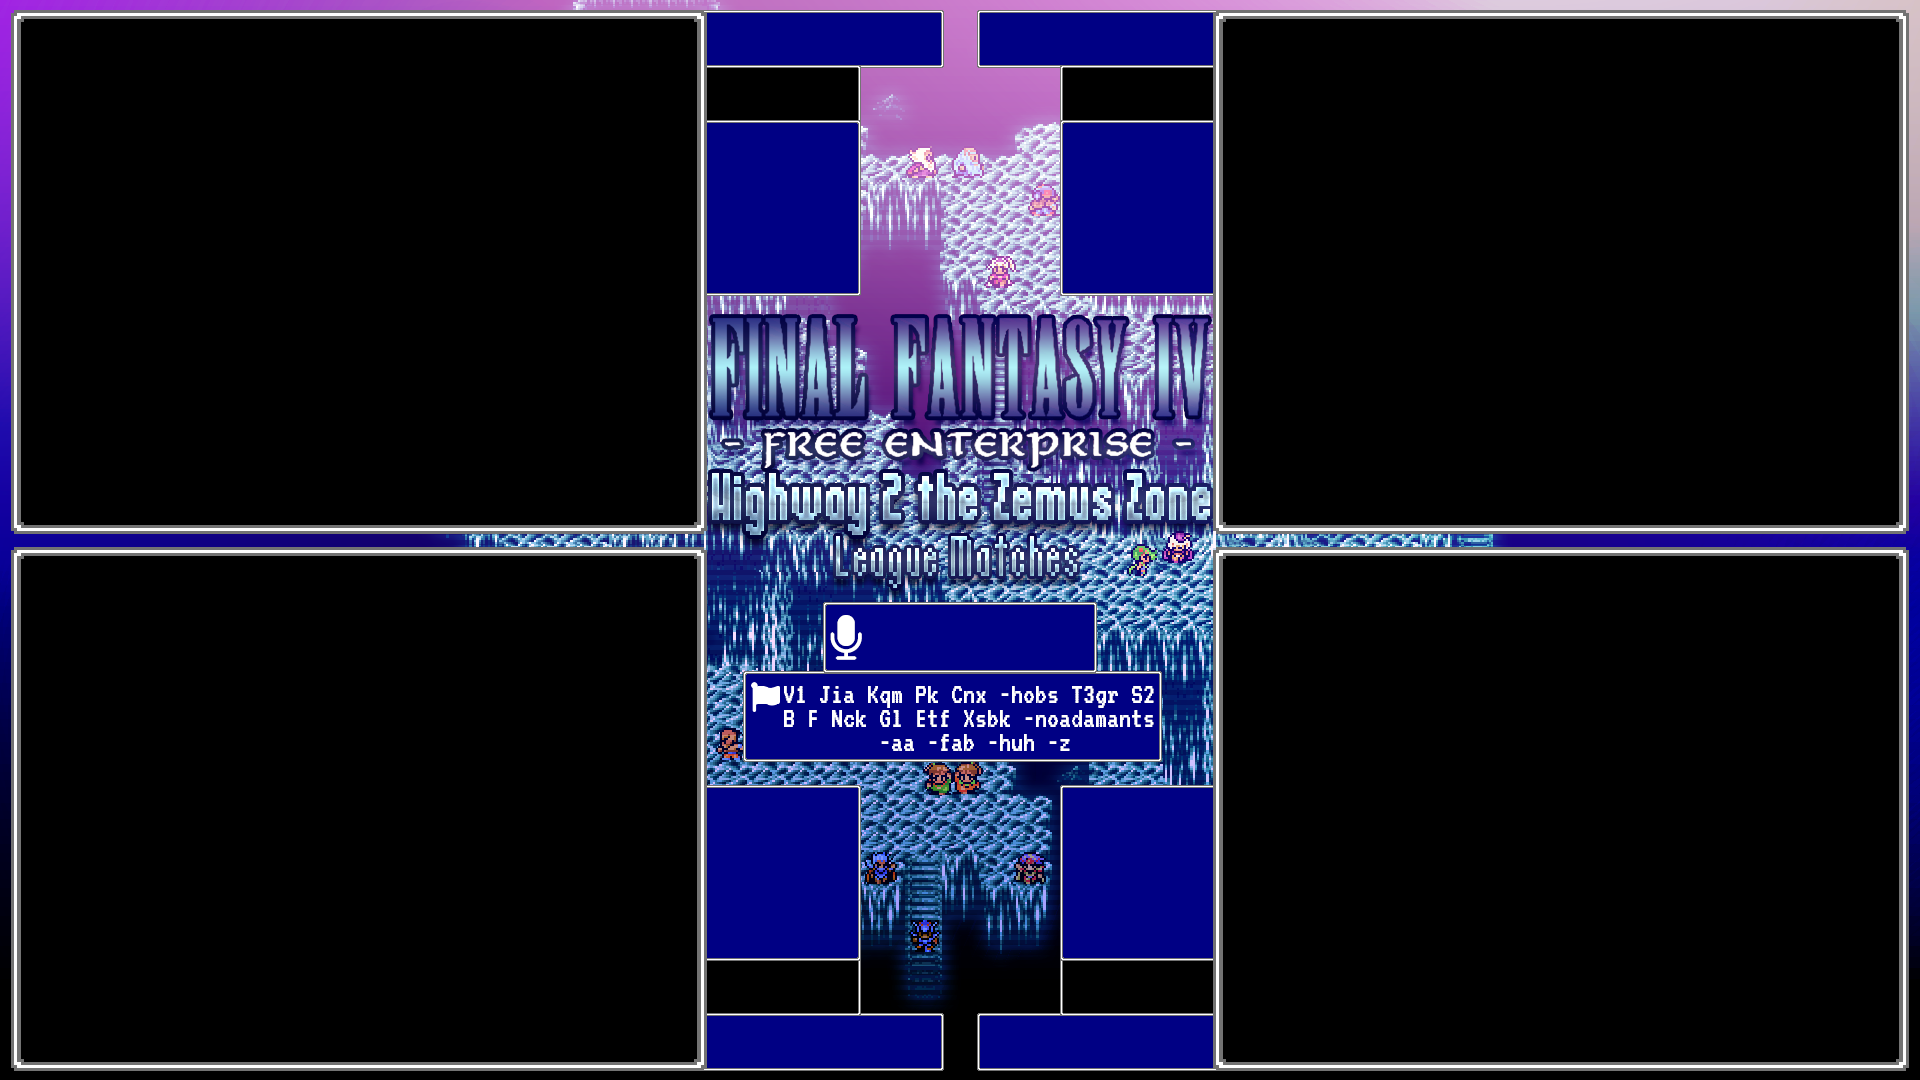 FINAL FANTASY IV
- FREE ENTERPRISE -
Highway 2 the Zemus Zone
League Matches
V1 Jia Kqm Pk Cnx -hobs T3gr S2
B F Nck Gl Etf Xsbk -noadamants
-aa -fab -huh -z